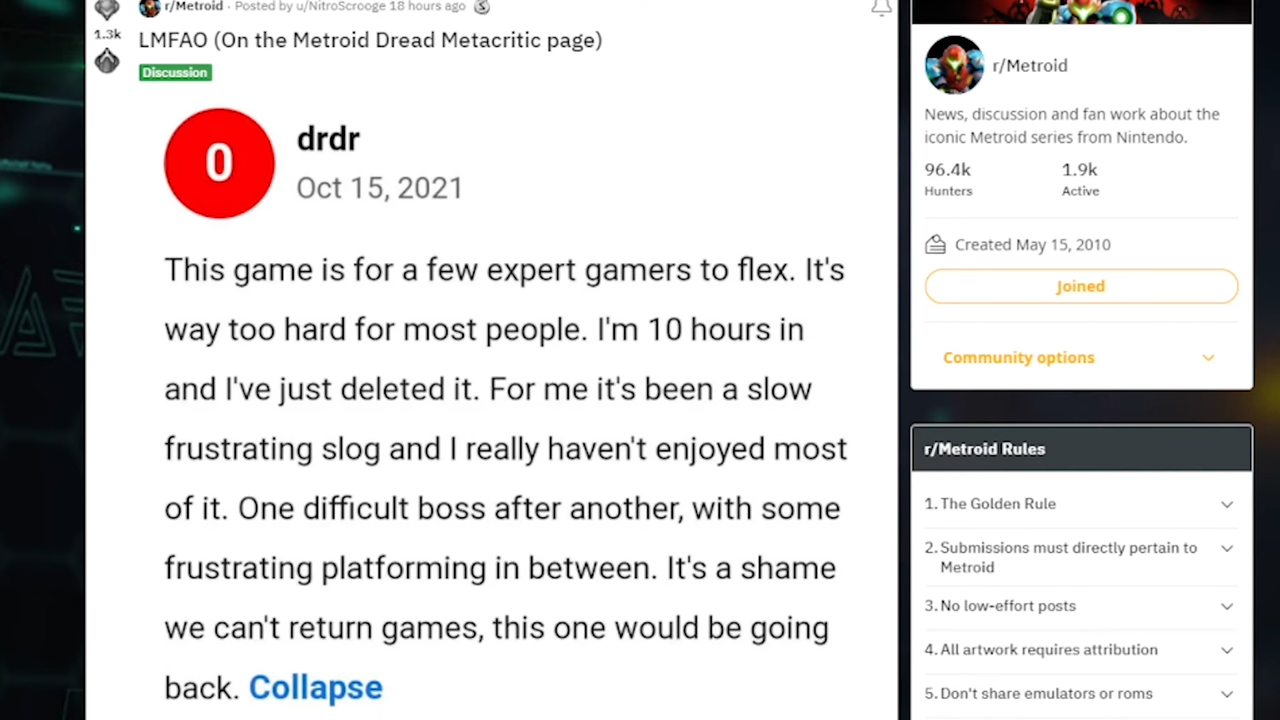 r/Metroid · Posted by u/NitroScrooge 18 hours ago
1.3k
LMFAO (On the Metroid Dread Metacritic page)
Discussion
0
drdr
Oct 15, 2021
This game is for a few expert gamers to flex. It's
way too hard for most people. I'm 10 hours in
and I've just deleted it. For me it's been a slow
frustrating slog and I really haven't enjoyed most
of it. One difficult boss after another, with some
frustrating platforming in between. It's a shame
we can't return games, this one would be going
back. Collapse
r/Metroid
News, discussion and fan work about the
iconic Metroid series from Nintendo.
96.4k 1.9k
Hunters Active
Created May 15, 2010
Joined
Community options
r/Metroid Rules
1. The Golden Rule
2. Submissions must directly pertain to
Metroid
3. No low-effort posts
4. All artwork requires attribution
5. Don't share emulators or roms